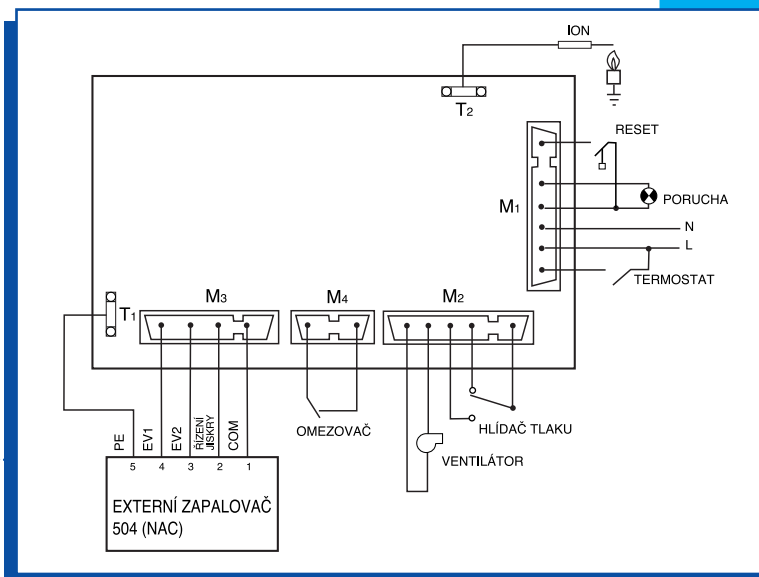 ION
T2
RESET
M1
PORUCHA
N
L
TERMOSTAT
T1
M3
M4
M2
OMEZOVAČ
HLÍDAČ TLAKU
VENTILÁTOR
PE
EV1
EV2
ŘÍZENÍ
JISKRY
COM
5 4 3 2 1
EXTERNÍ ZAPALOVAČ
504 (NAC)